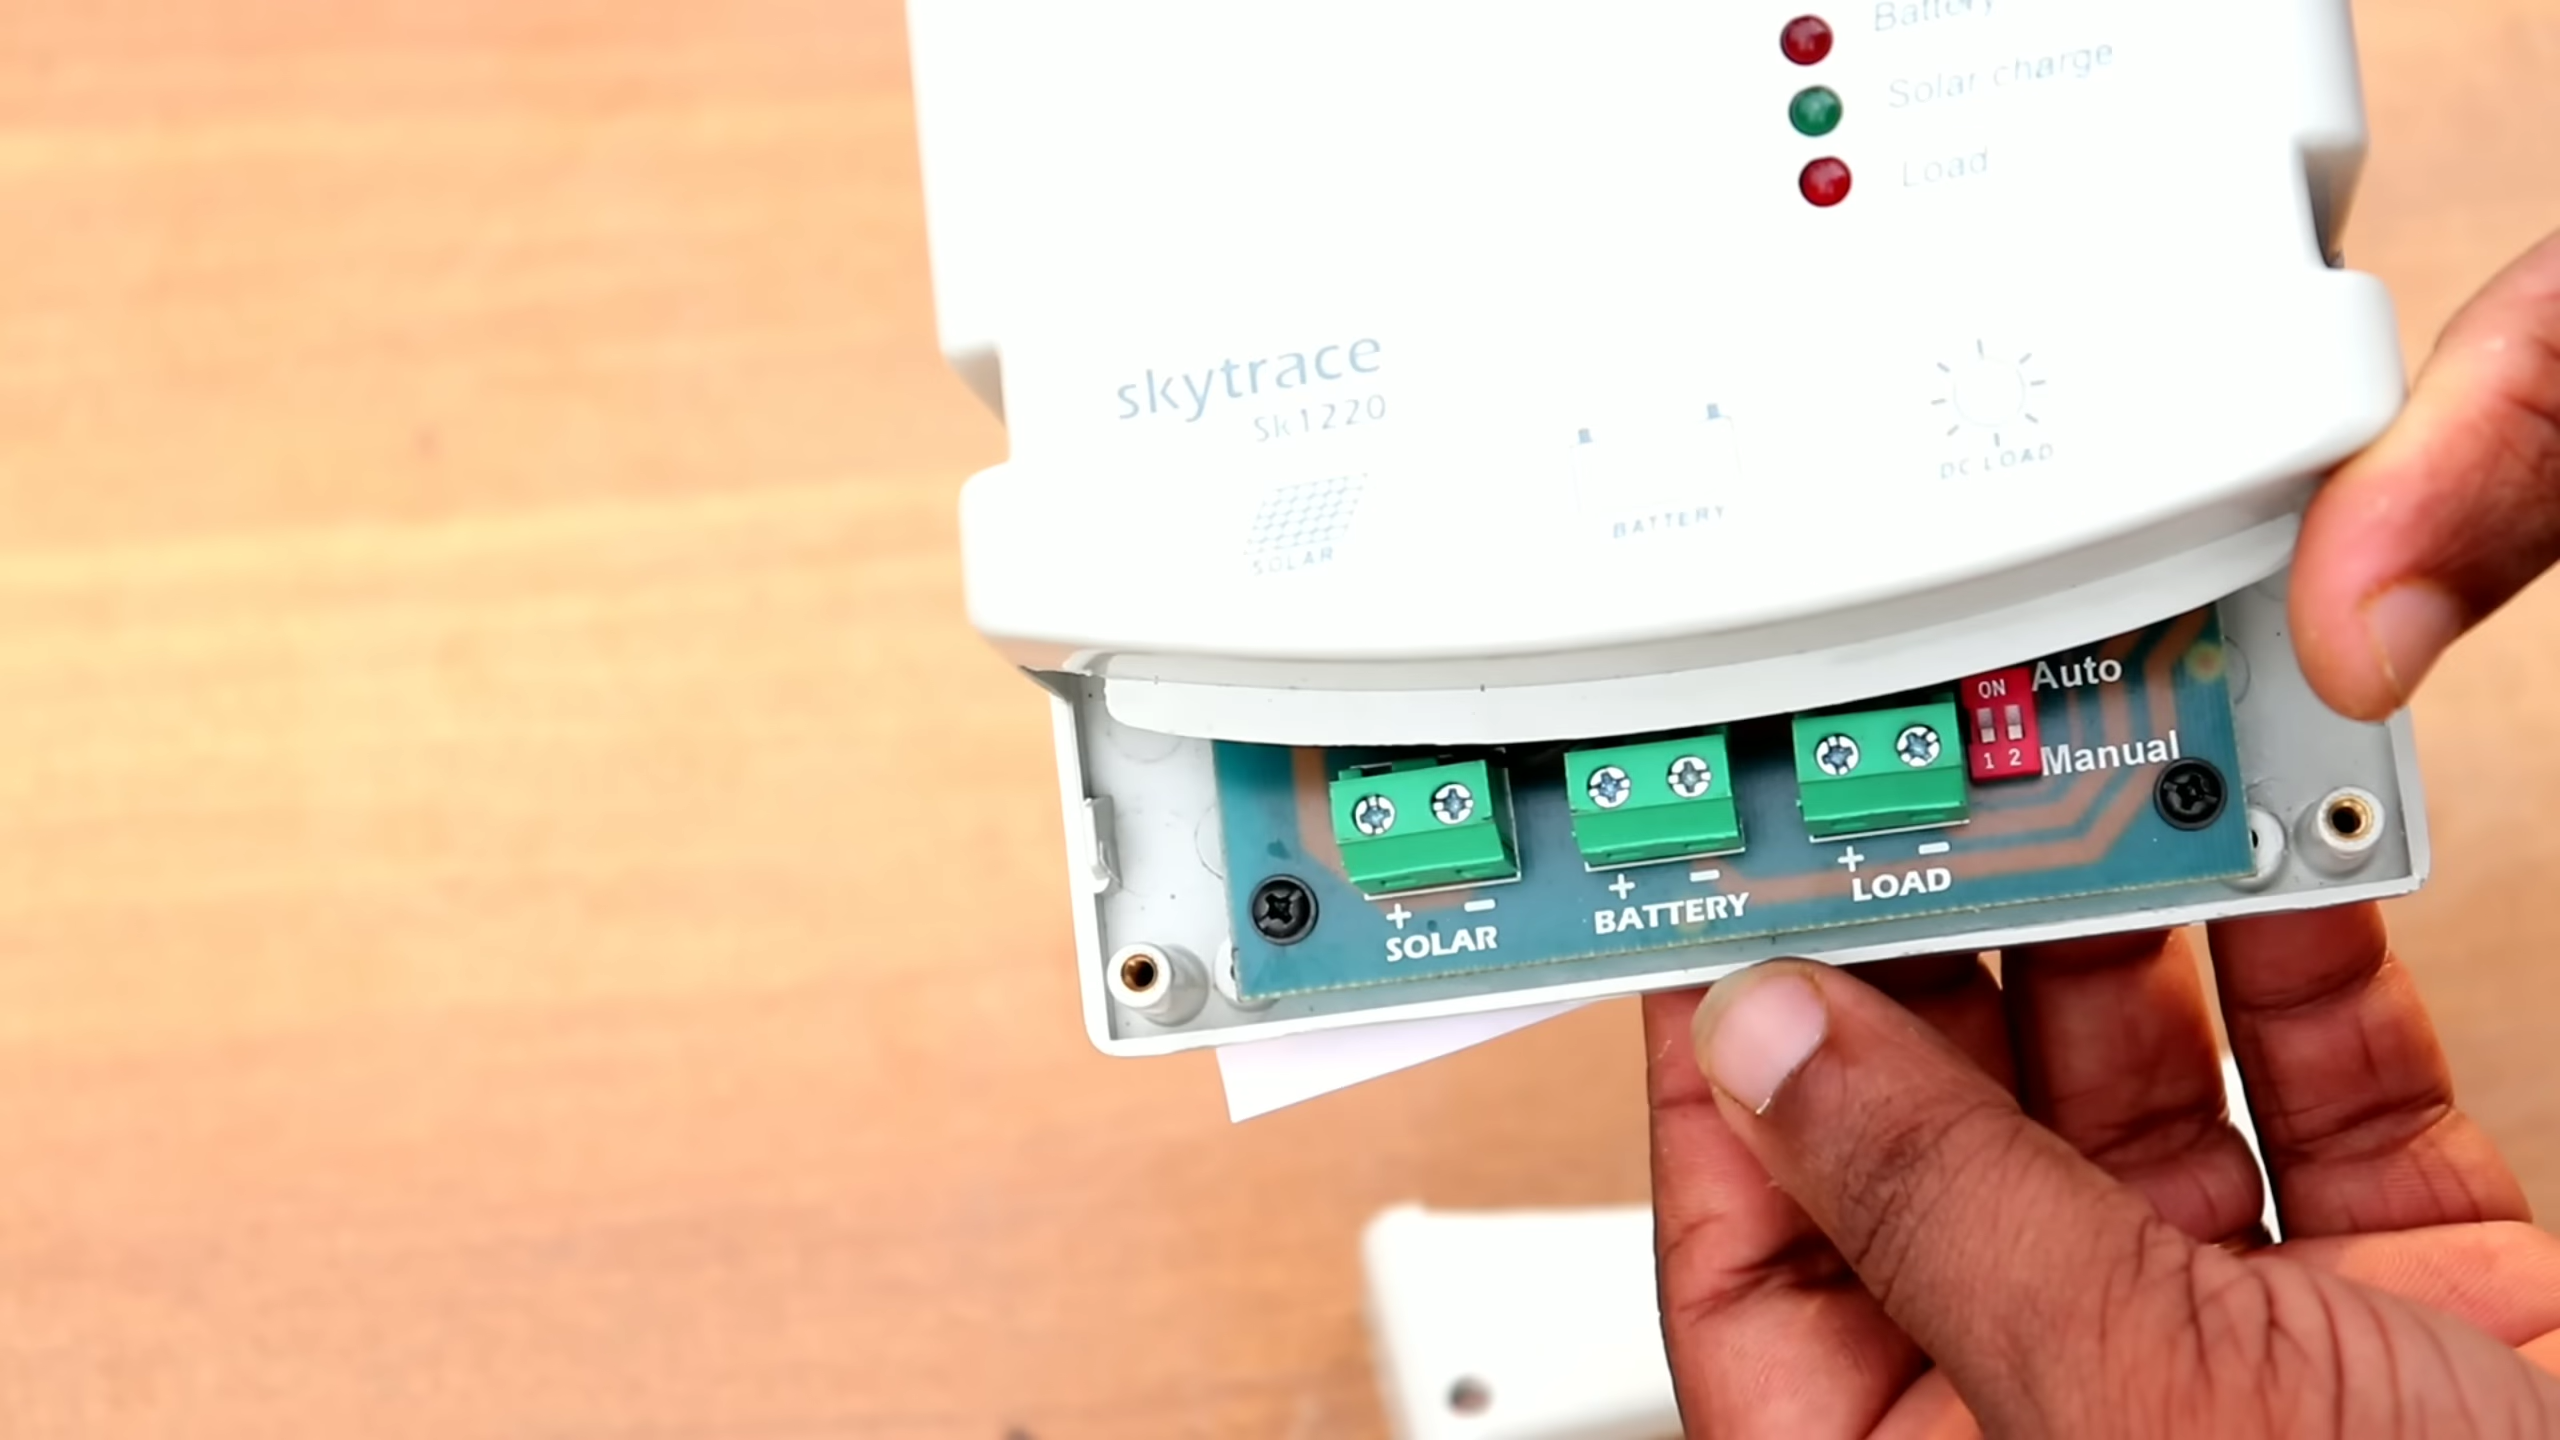 Battery
Solar charge
Load
skytrace
Sk1220
SOLAR
BATTERY
DC LOAD
ON
1 2
Auto
Manual
+ −
SOLAR
+ −
BATTERY
+ −
LOAD